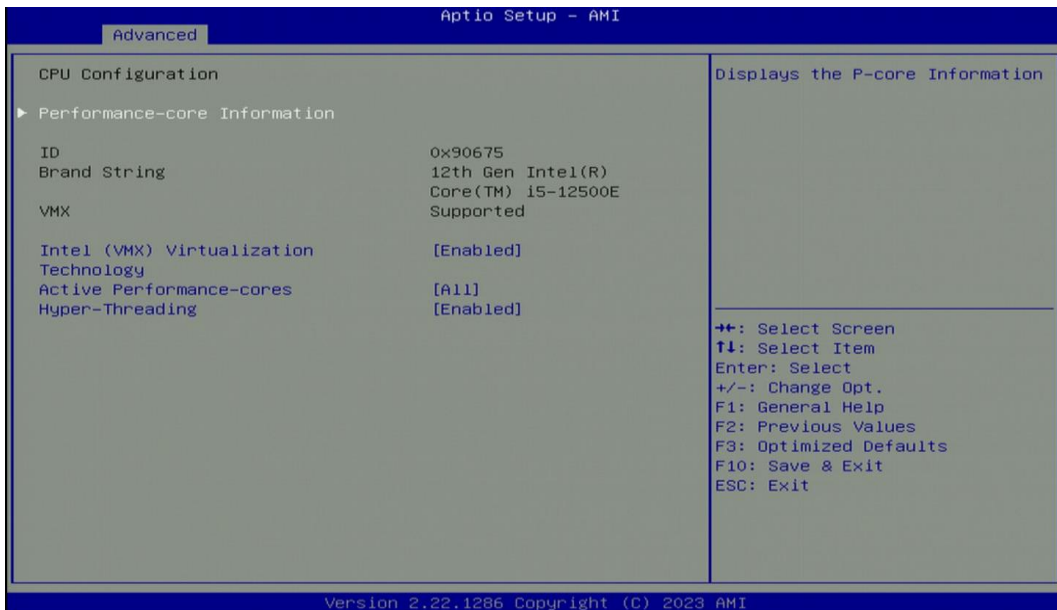 Aptio Setup – AMI
Advanced
CPU Configuration
Performance-core Information
ID 0x90675
Brand String 12th Gen Intel(R)
Core(TM) i5-12500E
VMX Supported
Intel (VMX) Virtualization [Enabled]
Technology
Active Performance-cores [All]
Hyper-Threading [Enabled]
Displays the P-core Information
→←: Select Screen
↑↓: Select Item
Enter: Select
+/-: Change Opt.
F1: General Help
F2: Previous Values
F3: Optimized Defaults
F10: Save & Exit
ESC: Exit
Version 2.22.1286 Copyright (C) 2023 AMI